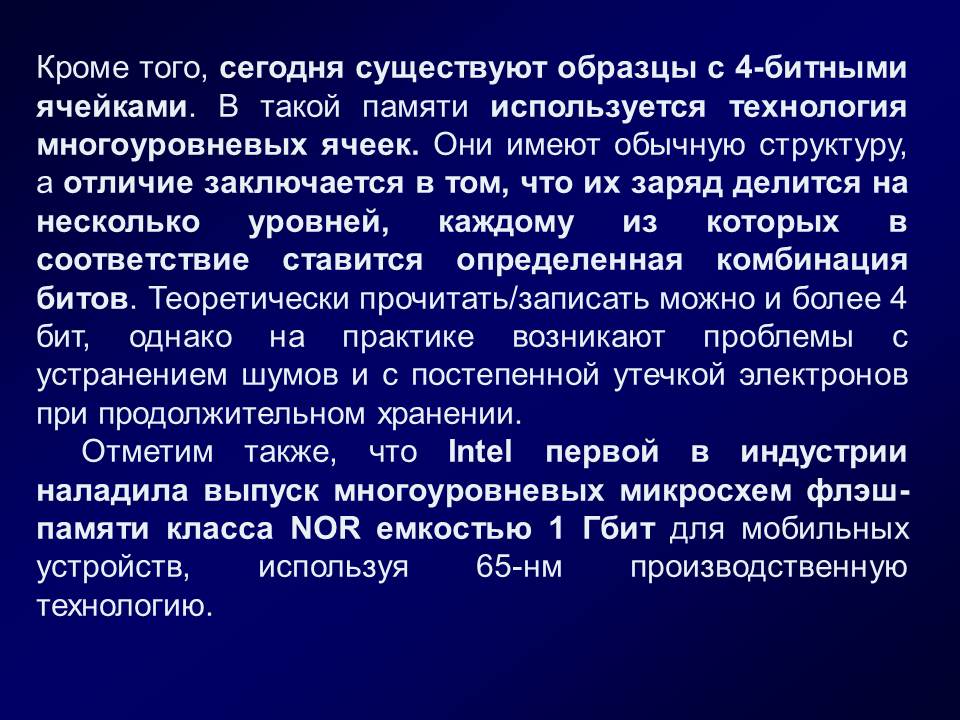 Кроме того, сегодня существуют образцы с 4-битными
ячейками. В такой памяти используется технология
многоуровневых ячеек. Они имеют обычную структуру,
а отличие заключается в том, что их заряд делится на
несколько уровней, каждому из которых в
соответствие ставится определенная комбинация
битов. Теоретически прочитать/записать можно и более 4
бит, однако на практике возникают проблемы с
устранением шумов и с постепенной утечкой электронов
при продолжительном хранении.
Отметим также, что Intel первой в индустрии
наладила выпуск многоуровневых микросхем флэш-
памяти класса NOR емкостью 1 Гбит для мобильных
устройств, используя 65-нм производственную
технологию.